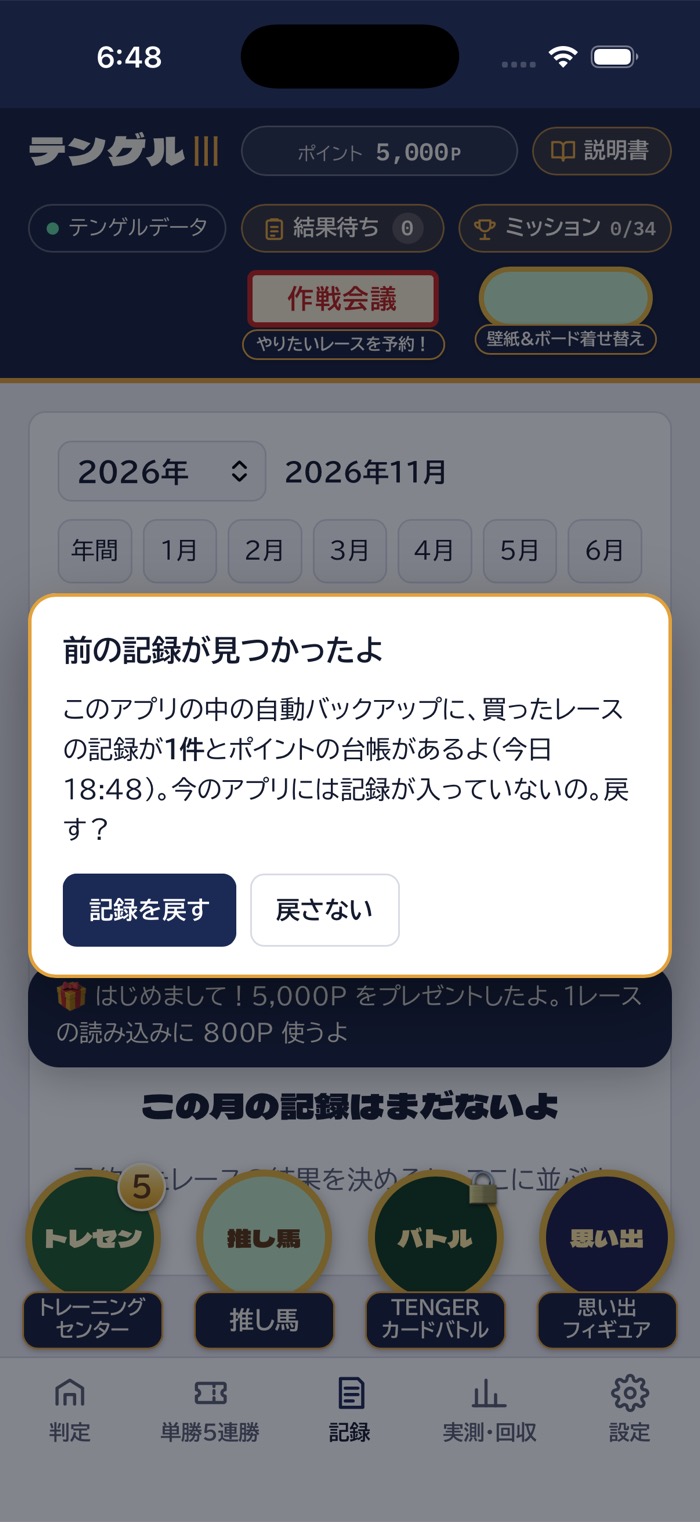 6:48
テンゲル
ポイント 5,000P
説明書
テンゲルデータ
結果待ち 0
ミッション 0/34
作戦会議
やりたいレースを予約！
壁紙&ボード着せ替え
2026年
2026年11月
年間
1月
2月
3月
4月
5月
6月
前の記録が見つかったよ
このアプリの中の自動バックアップに、買ったレース
の記録が1件とポイントの台帳があるよ(今日
18:48)。今のアプリには記録が入っていないの。戻
す？
記録を戻す
戻さない
はじめまして！5,000P をプレゼントしたよ。1レース
の読み込みに 800P 使うよ
この月の記録はまだないよ
5
トレセン
推し馬
バトル
思い出
トレーニング
センター
推し馬
TENGER
カードバトル
思い出
フィギュア
判定
単勝5連勝
記録
実測・回収
設定